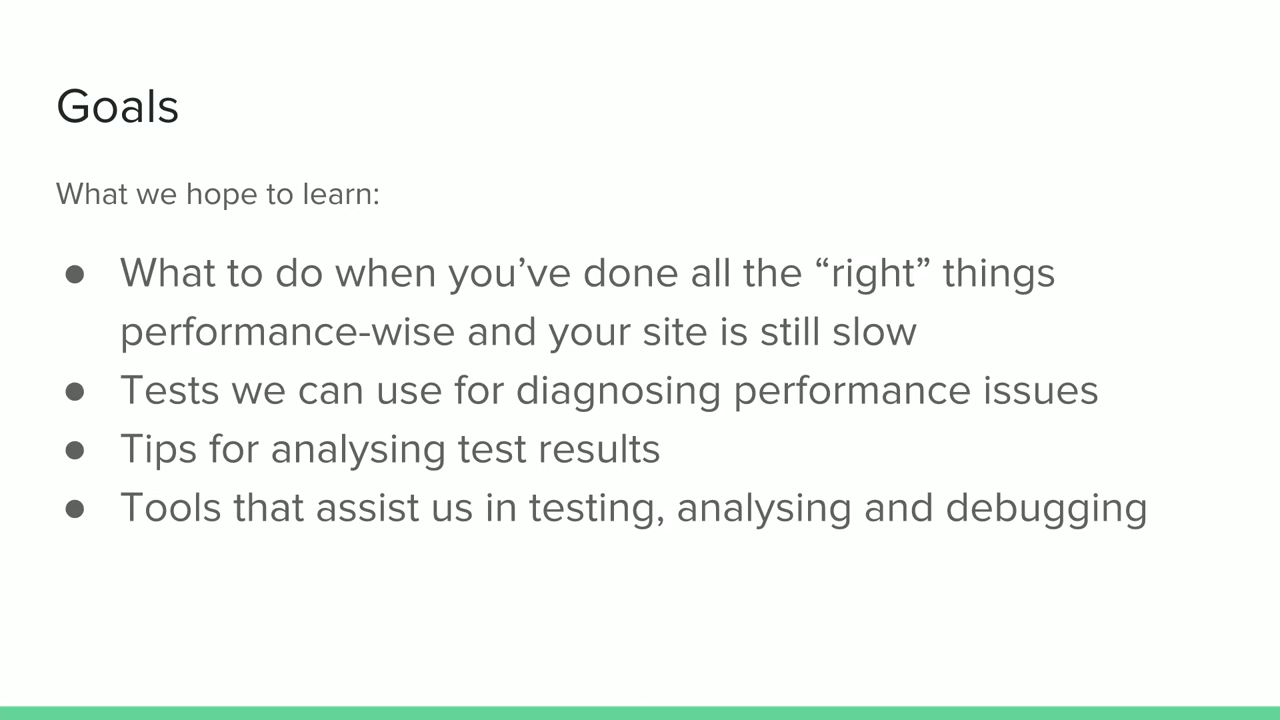 Goals
What we hope to learn:
● What to do when you’ve done all the “right” things
performance-wise and your site is still slow
● Tests we can use for diagnosing performance issues
● Tips for analysing test results
● Tools that assist us in testing, analysing and debugging